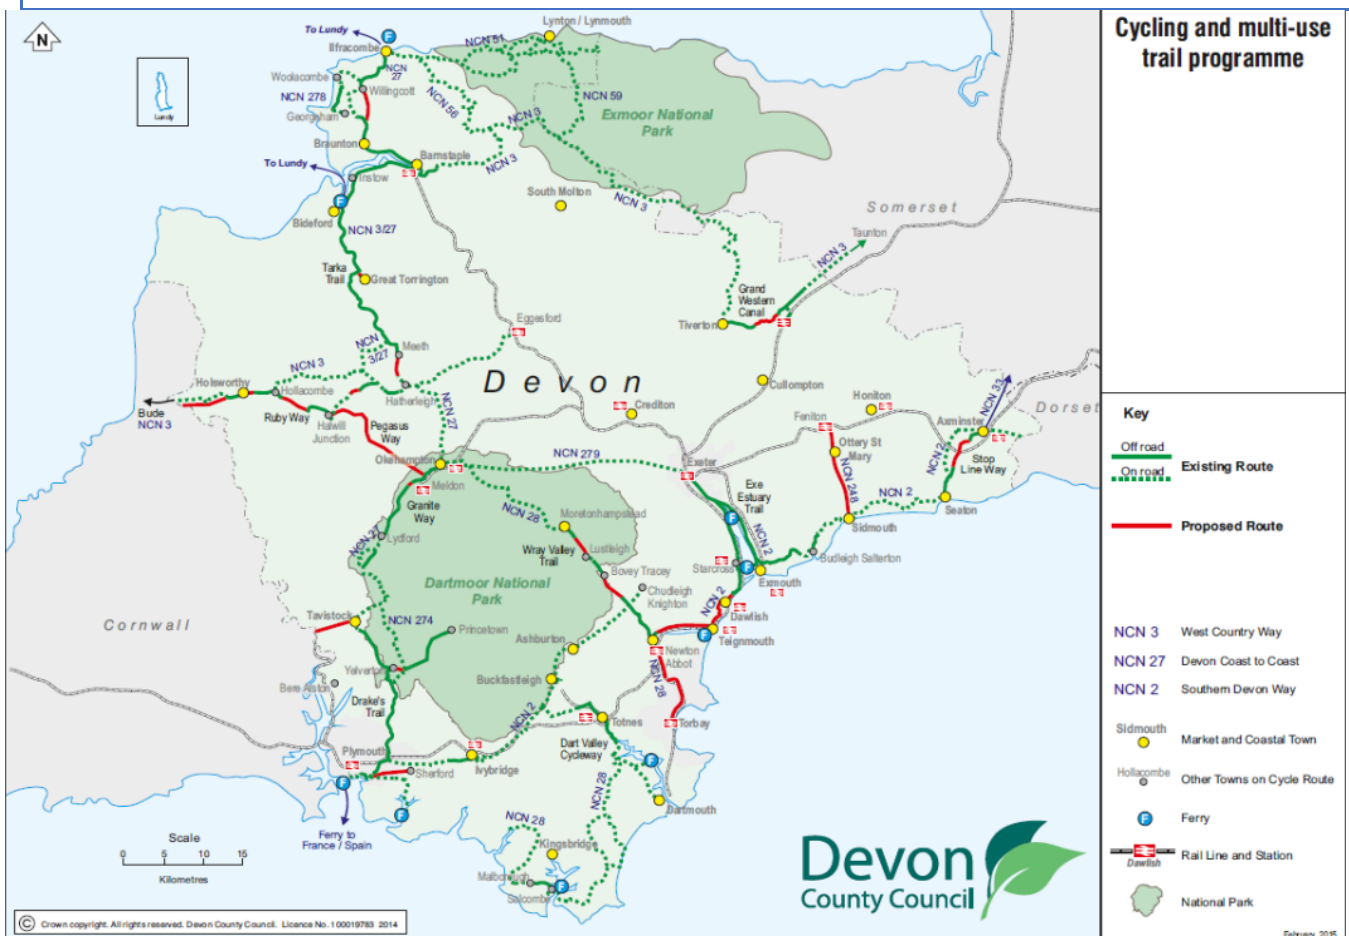 Cycling and multi-use
trail programme
N
To Lundy
F
Ilfracombe
Lynton / Lynmouth
NCN 51
NCN
27
Woolacombe
NCN 278
Willingcott
Georgeham
NCN 56
NCN 59
NCN 3
Exmoor National
Park
Lundy
Braunton
Barnstaple
NCN 3
To Lundy
Instow
South Molton
NCN 3
Somerset
F
Bideford
NCN 3/27
Taunton
NCN 3
Tarka
Trail
Great Torrington
Grand
Western
Canal
Eggesford
Tiverton
NCN
3/27
Meeth
NCN 3
Devon
Holsworthy
Hollacombe
Hatherleigh
Cullompton
NCN 33
Bude
NCN 3
Ruby Way
Halwill
Junction
Pegasus
Way
NCN 27
Crediton
Honiton
Feniton
Axminster
Dorset
Okehampton
NCN 279
Exeter
Ottery St
Mary
NCN 2
Stop
Line Way
Meldon
Granite
Way
Exe
Estuary
Trail
NCN 248
NCN 2
Seaton
NCN 28
Moretonhampstead
F
Sidmouth
NCN 27
Lydford
Wray Valley
Trail
Lustleigh
NCN 2
Budleigh Salterton
Bovey Tracey
Starcross
F
Exmouth
Dartmoor National
Park
Chudleigh
Knighton
NCN 2
Dawlish
Cornwall
Tavistock
NCN 274
Princetown
Ashburton
F
Teignmouth
Newton
Abbot
Yelverton
Bere Alston
Buckfastleigh
NCN 28
Drake's
Trail
NCN 2
Totnes
Torbay
Plymouth
Dart Valley
Cycleway
F
Sherford
Ivybridge
F
NCN 28
Dartmouth
F
Ferry to
France / Spain
NCN 28
Kingsbridge
Malborough
F
Salcombe
Scale
0 5 10 15
Kilometres
Devon
County Council
© Crown copyright. All rights reserved. Devon County Council. Licence No. 100019783 2014
Key
Off road
On road
Existing Route
Proposed Route
NCN 3 West Country Way
NCN 27 Devon Coast to Coast
NCN 2 Southern Devon Way
Sidmouth
Market and Coastal Town
Hollacombe
Other Towns on Cycle Route
F Ferry
Rail Line and Station
Dawlish
National Park
February 2015